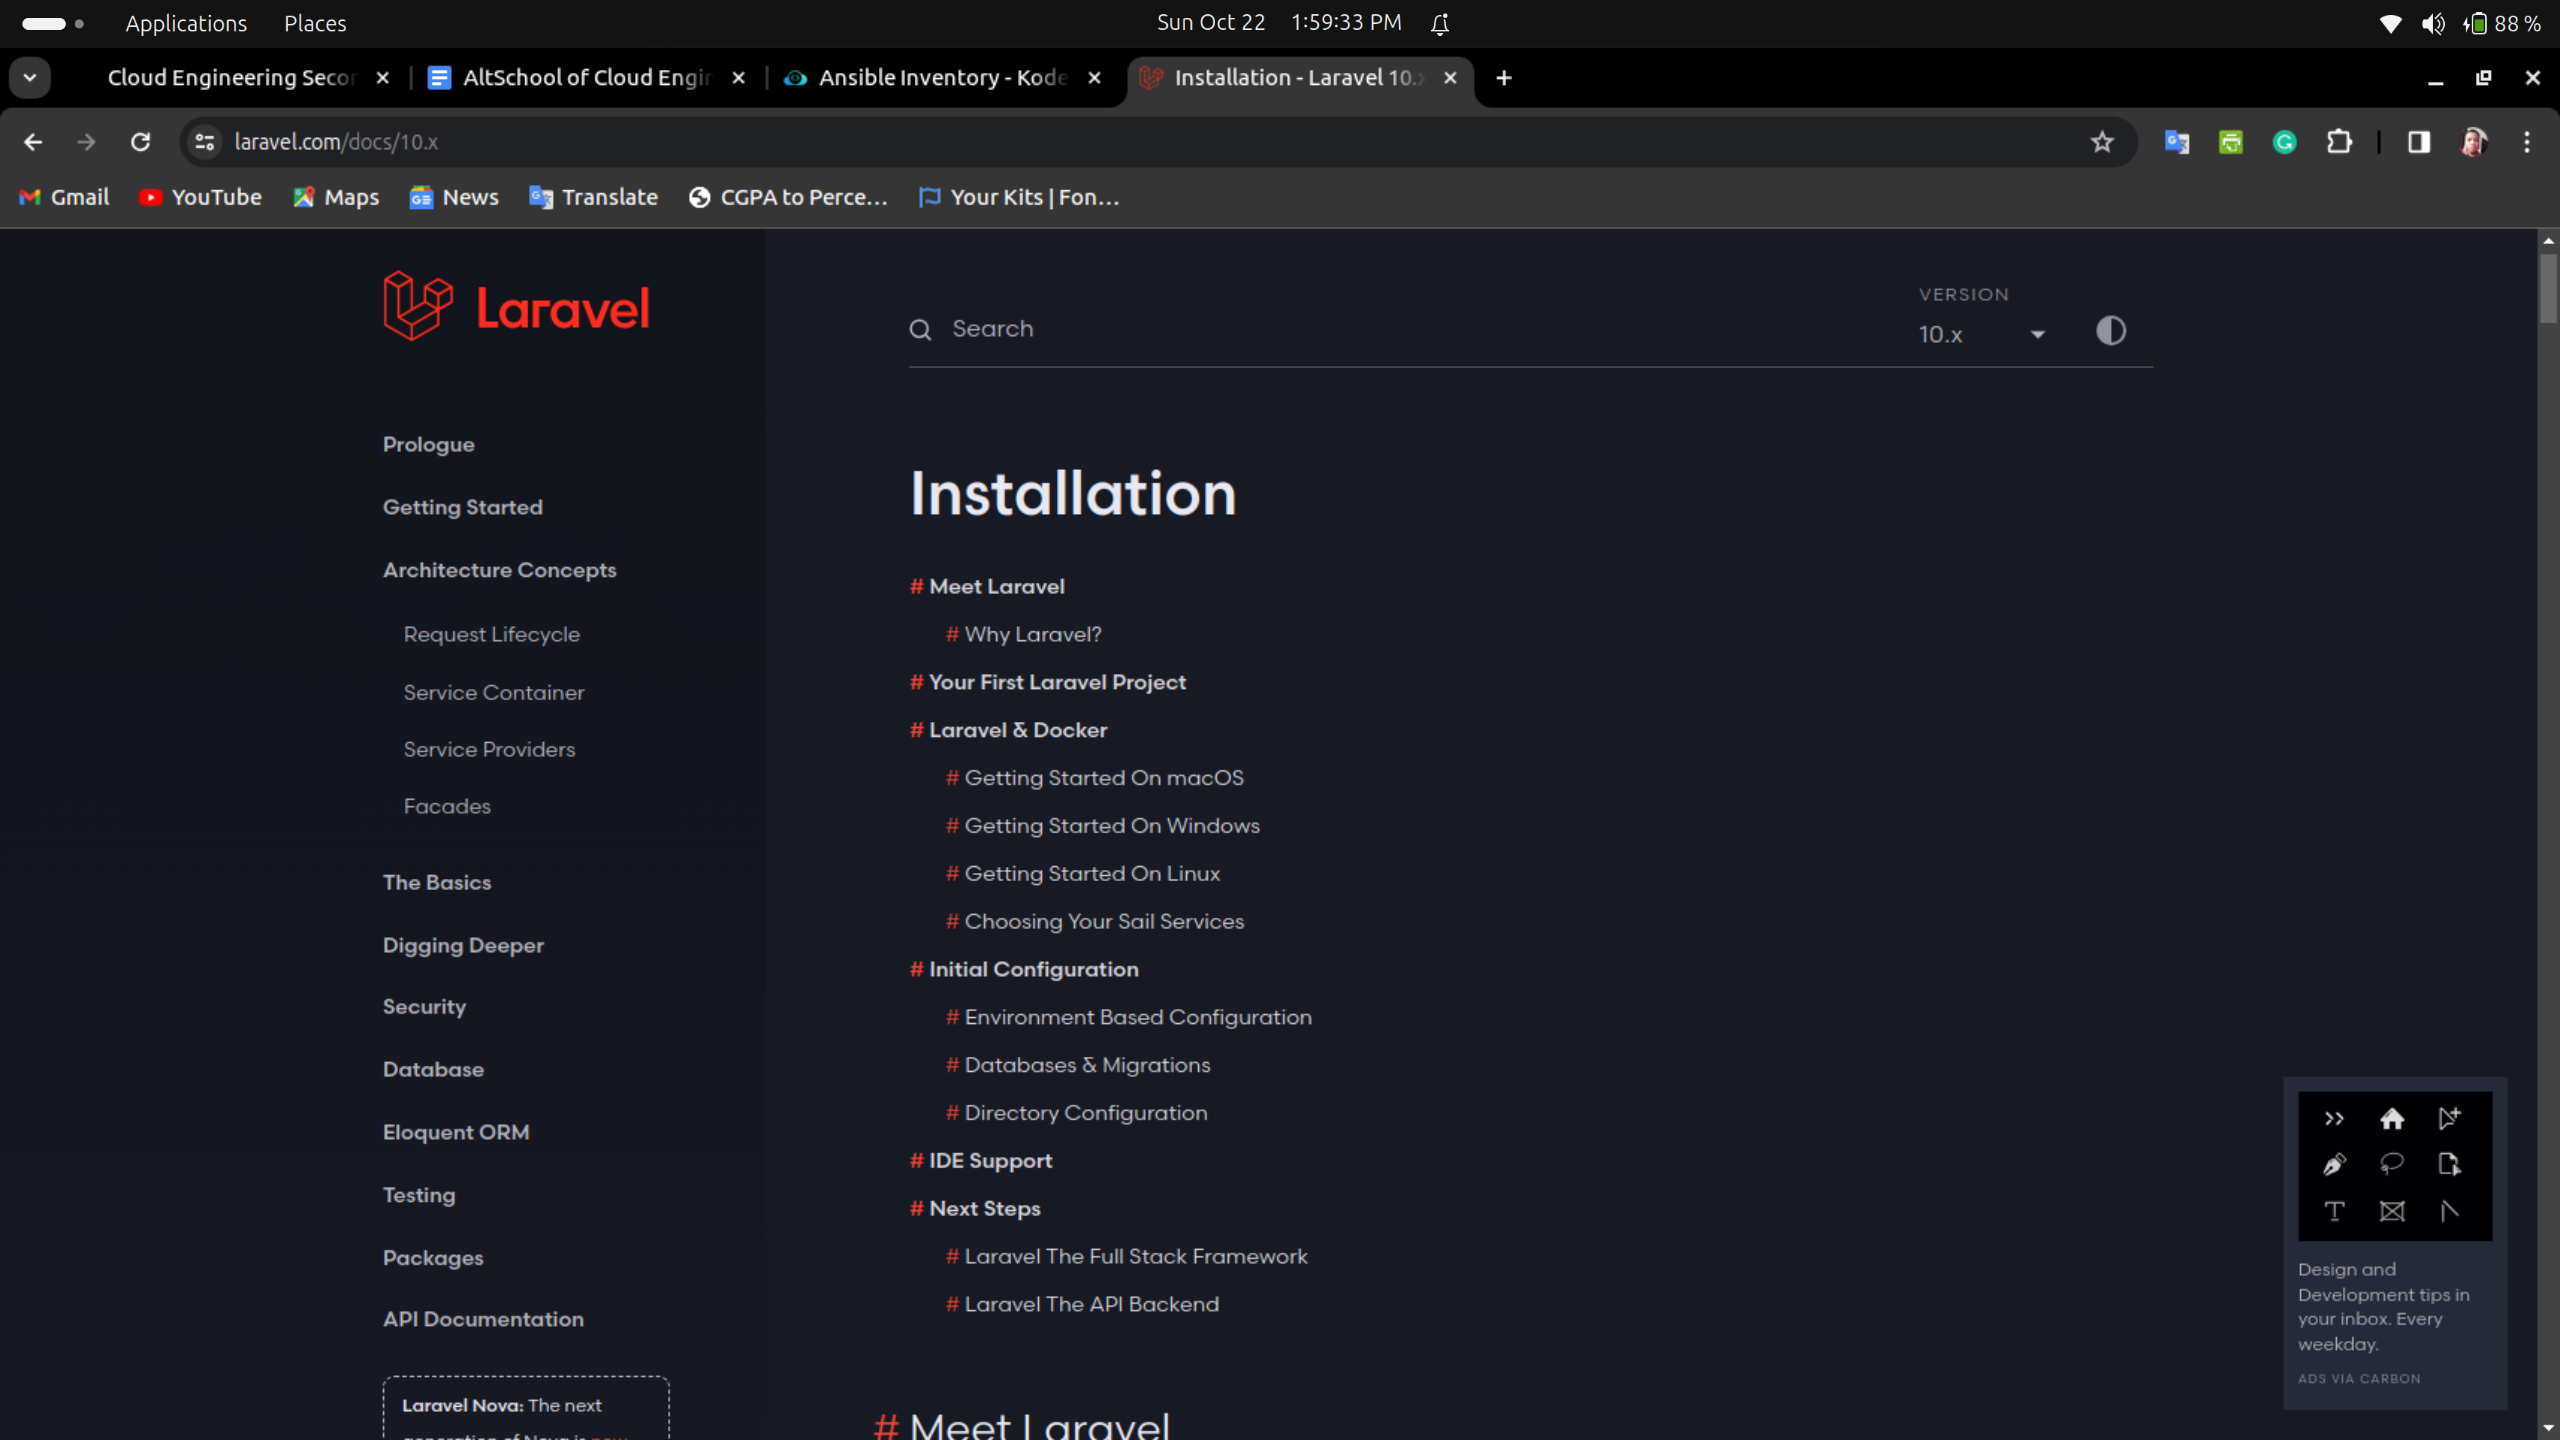 Applications Places Sun Oct 22 1:59:33 PM 88 %
Cloud Engineering Secor AltSchool of Cloud Engir Ansible Inventory - Kode Installation - Laravel 10.x
laravel.com/docs/10.x
Gmail YouTube Maps News Translate CGPA to Perce... Your Kits | Fon...
Laravel
Prologue
Getting Started
Architecture Concepts
Request Lifecycle
Service Container
Service Providers
Facades
The Basics
Digging Deeper
Security
Database
Eloquent ORM
Testing
Packages
API Documentation
Laravel Nova: The next
generation of Nova is now
Search
VERSION
10.x
Installation
# Meet Laravel
# Why Laravel?
# Your First Laravel Project
# Laravel & Docker
# Getting Started On macOS
# Getting Started On Windows
# Getting Started On Linux
# Choosing Your Sail Services
# Initial Configuration
# Environment Based Configuration
# Databases & Migrations
# Directory Configuration
# IDE Support
# Next Steps
# Laravel The Full Stack Framework
# Laravel The API Backend
# Meet Laravel
Design and
Development tips in
your inbox. Every
weekday.
ADS VIA CARBON